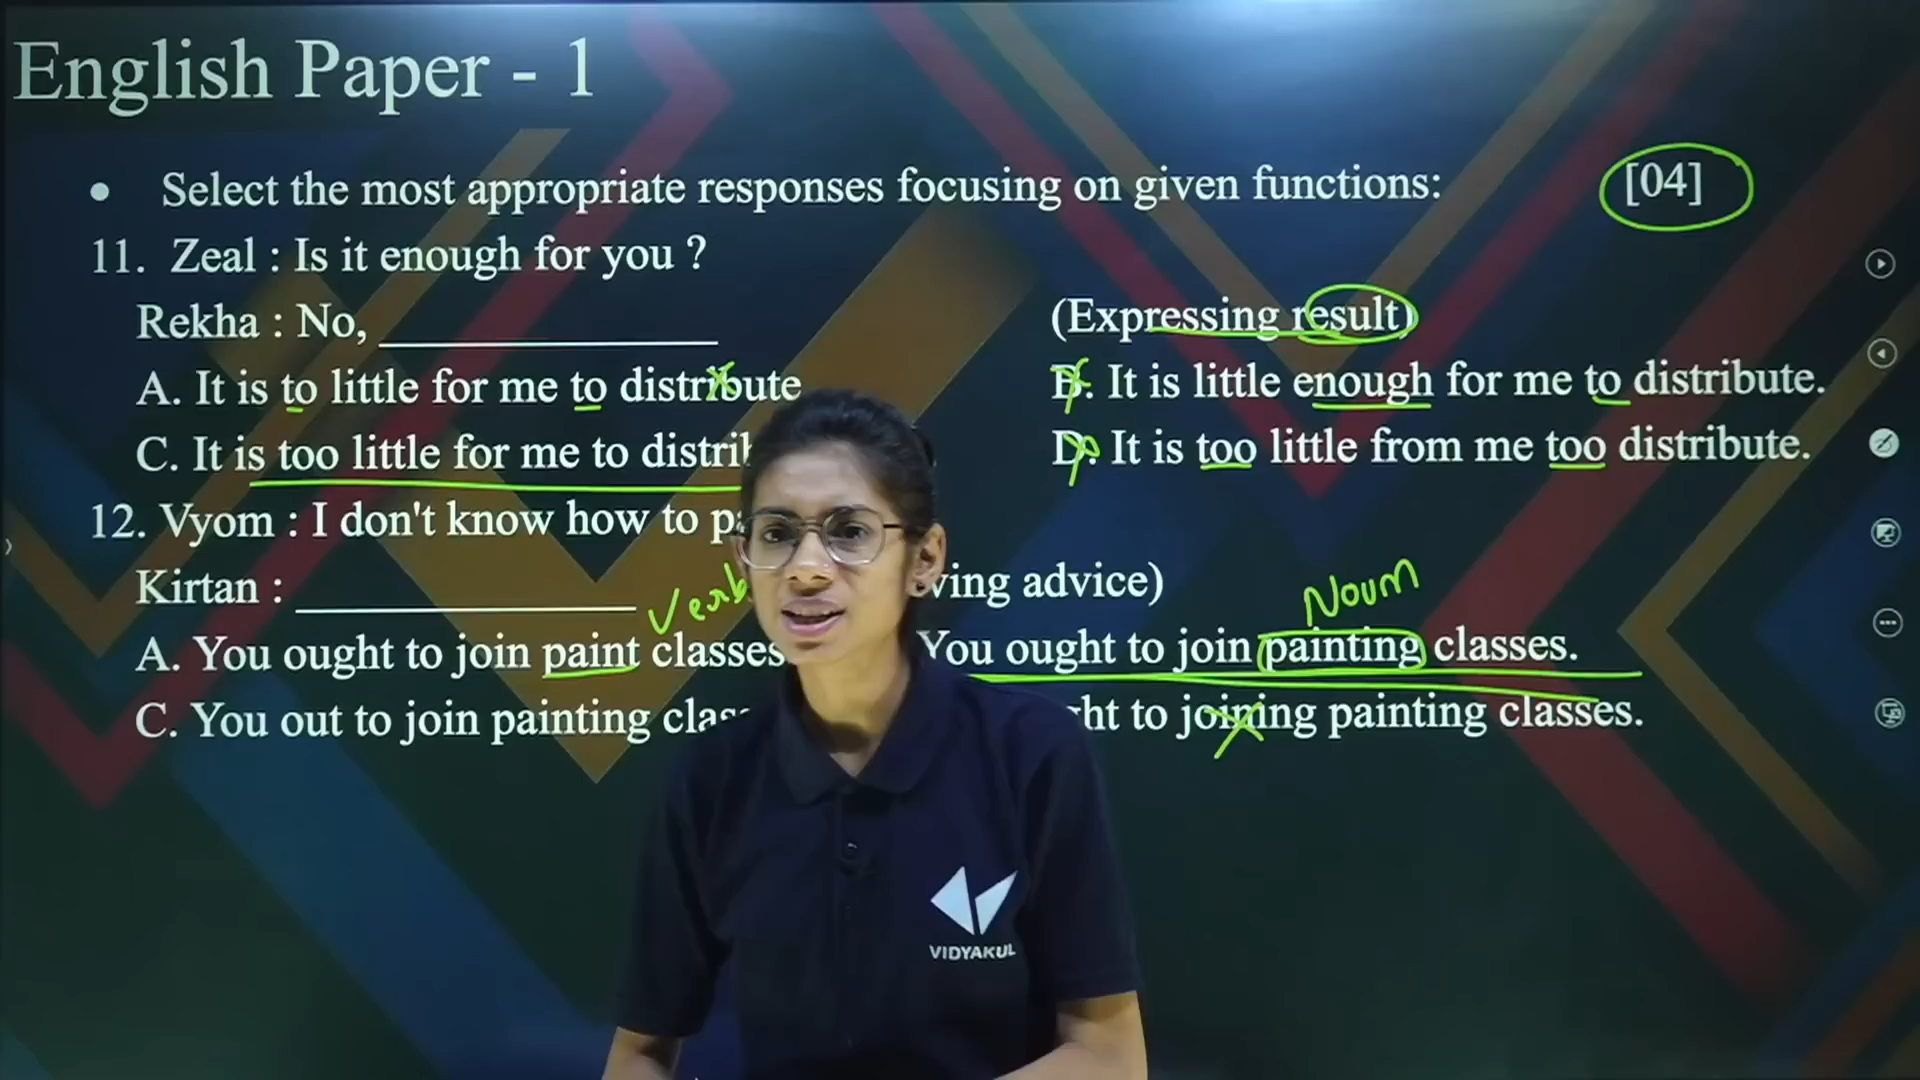 English Paper - 1
• Select the most appropriate responses focusing on given functions: [04]
11. Zeal : Is it enough for you ?
Rekha : No, ____________ (Expressing result)
A. It is to little for me to distribute B. It is little enough for me to distribute.
C. It is too little for me to D. It is too little from me too distribute.
12. Vyom : I don't know how to
Kirtan : ____________ advice)
Verb
Noun
A. You ought to join paint classes You ought to join painting classes.
C. You out to join painting to joining painting classes.
VIDYAKUL